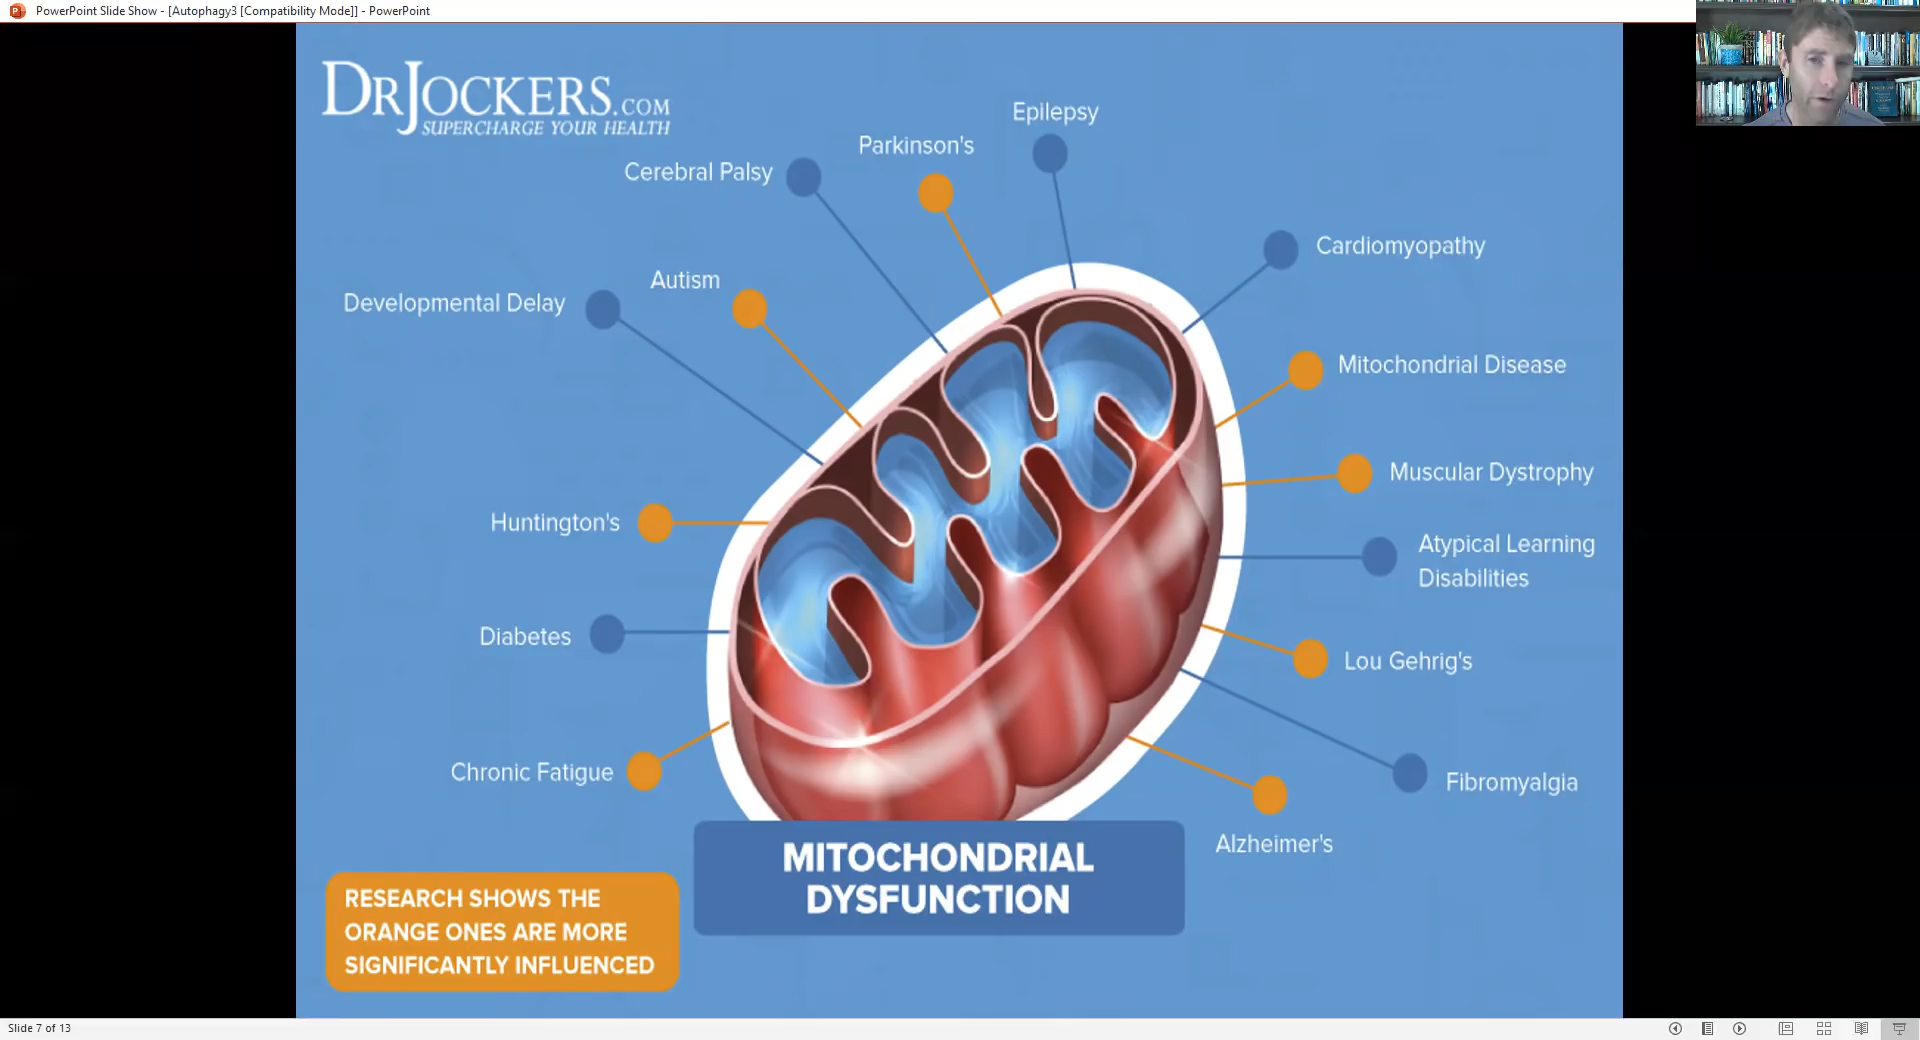 PowerPoint Slide Show - [Autophagy3 [Compatibility Mode]] - PowerPoint
DRJOCKERS.COM
SUPERCHARGE YOUR HEALTH
Epilepsy
Parkinson's
Cerebral Palsy
Cardiomyopathy
Autism
Developmental Delay
Mitochondrial Disease
Muscular Dystrophy
Huntington's
Atypical Learning
Disabilities
Diabetes
Lou Gehrig's
Chronic Fatigue
Fibromyalgia
Alzheimer's
MITOCHONDRIAL
DYSFUNCTION
RESEARCH SHOWS THE
ORANGE ONES ARE MORE
SIGNIFICANTLY INFLUENCED
Slide 7 of 13